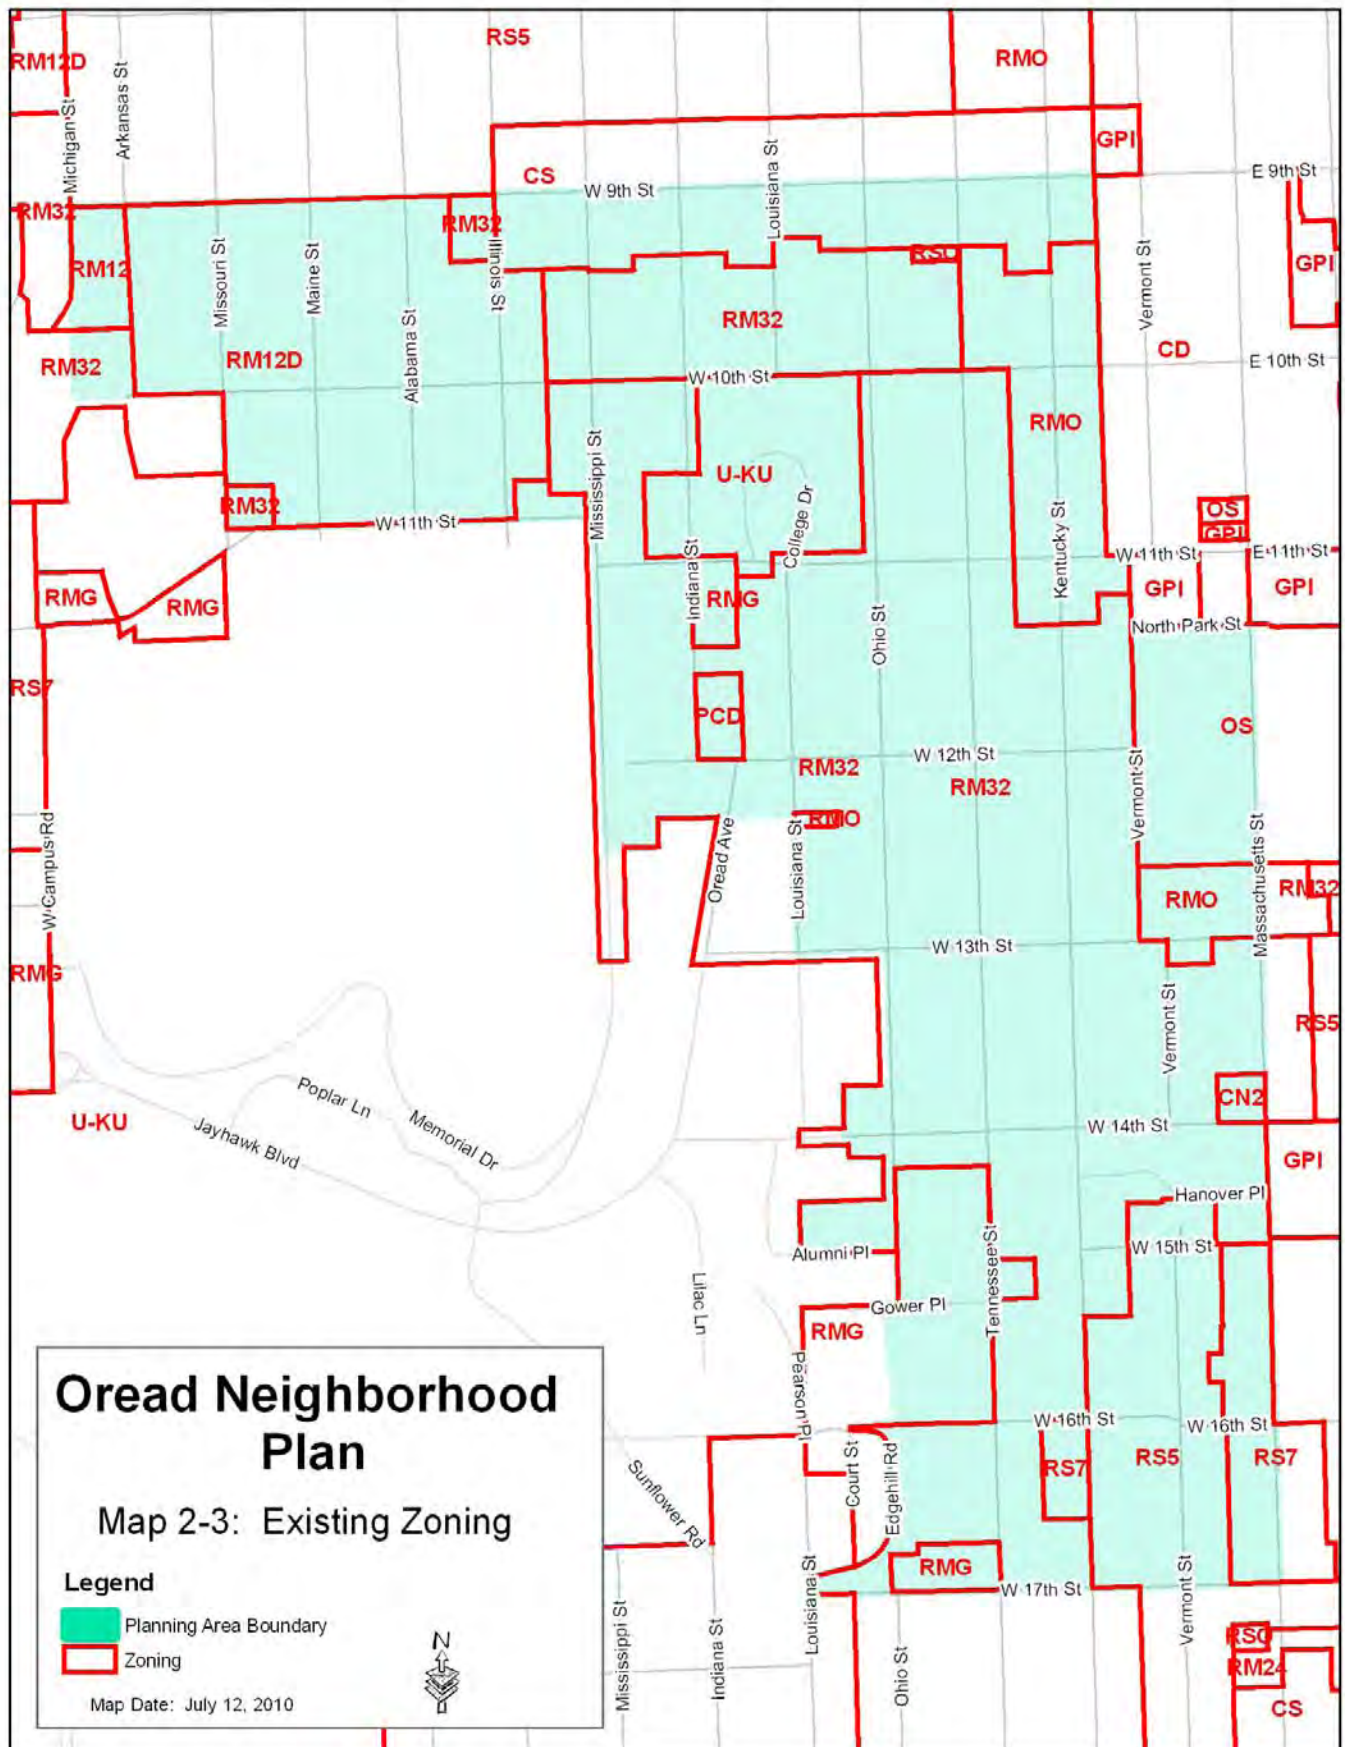 RS5
RMO
RM12D
Arkansas St
Michigan St
GPI
Louisiana St
CS
W 9th St
E 9th St
RM32
RM32
RM12
Missouri St
Maine St
Illinois St
RSO
Vermont St
GPI
RM32
CD
Alabama St
RM32
RM12D
E 10th St
W 10th St
RMO
Mississippi St
U-KU
College Dr
RM32
OS
GPI
W 11th St
Kentucky St
W 11th St
E 11th St
Indiana St
RMG
RMG
RMG
GPI
GPI
Ohio St
North Park St
RS7
PCD
OS
W 12th St
RM32
RM32
Vermont St
RMO
W Campus Rd
Oread Ave
Louisiana St
Massachusetts St
RMO
RM32
W 13th St
RMG
Vermont St
RS5
Poplar Ln
Memorial Dr
CN2
U-KU
Jayhawk Blvd
W 14th St
GPI
Hanover Pl
Alumni Pl
Tennessee St
W 15th St
Lilac Ln
Gower Pl
RMG
Pearson Pl
W 16th St
W 16th St
Court St
Edgehill Rd
RS7
RS5
RS7
Sunflower Rd
RMG
W 17th St
Louisiana St
Vermont St
Mississippi St
Indiana St
Ohio St
RSO
RM24
CS
Oread Neighborhood
Plan
Map 2-3: Existing Zoning
Legend
Planning Area Boundary
Zoning
N
Map Date: July 12, 2010